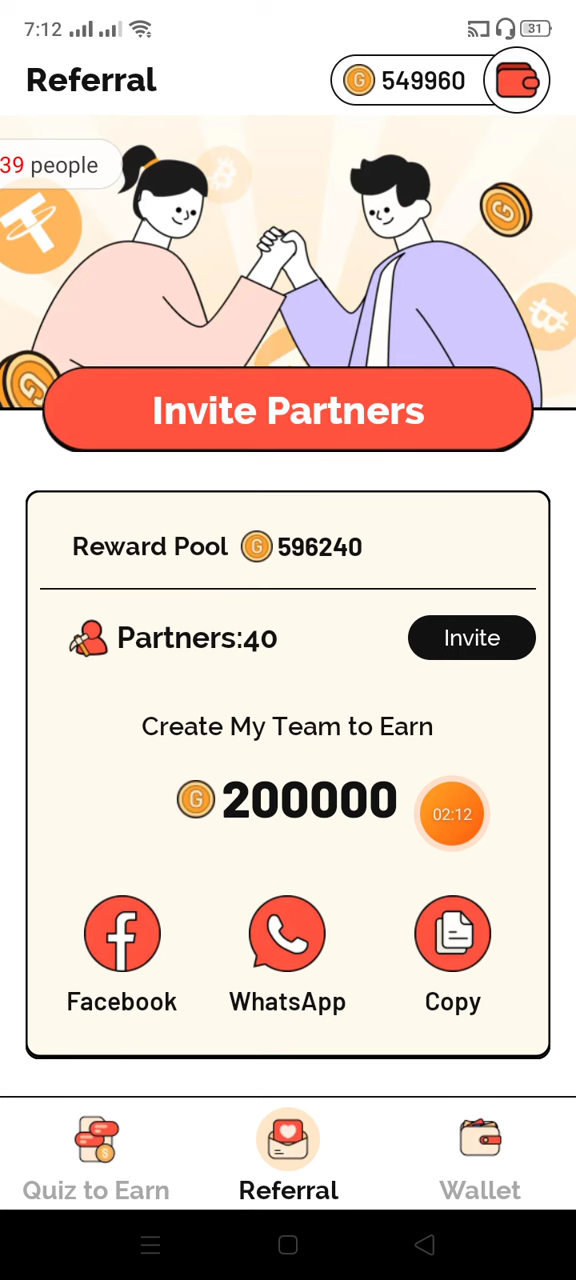 7:12
31
Referral
G 549960
39 people
G
G
Invite Partners
Reward Pool G 596240
Partners:40
Invite
Create My Team to Earn
G 200000
02:12
Facebook
WhatsApp
Copy
Quiz to Earn
Referral
Wallet